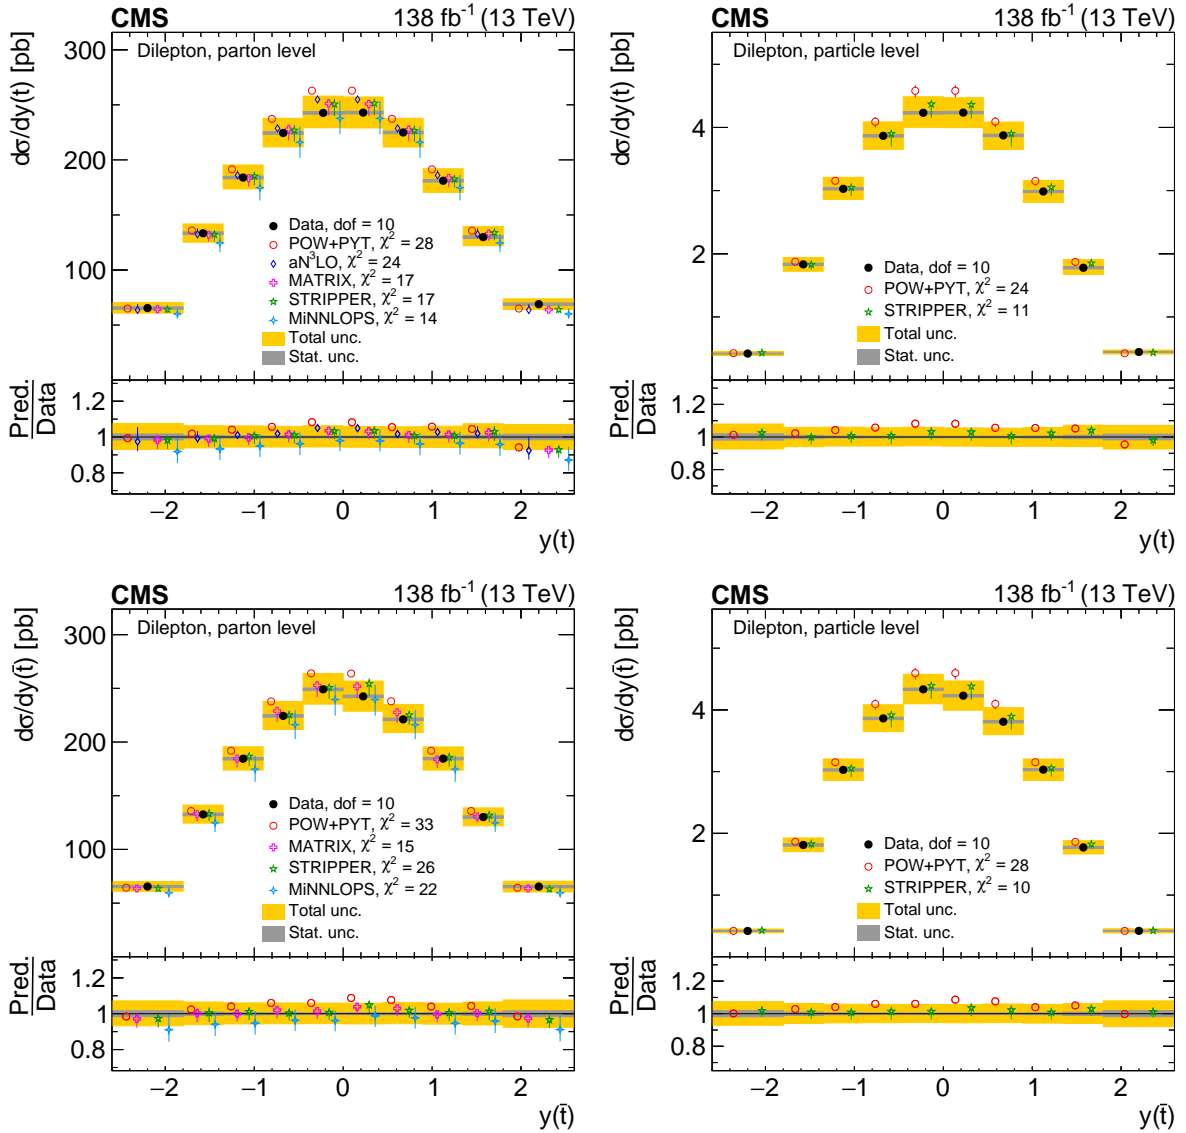 CMS 138 fb⁻¹ (13 TeV)
Dilepton, parton level
dσ/dy(t) [pb]
300
200
100
Data, dof = 10
POW+PYT, χ² = 28
aN³LO, χ² = 24
MATRIX, χ² = 17
STRIPPER, χ² = 17
MiNNLOPS, χ² = 14
Total unc.
Stat. unc.
Pred.
Data
1.2
1
0.8
−2 −1 0 1 2
y(t)
CMS 138 fb⁻¹ (13 TeV)
Dilepton, particle level
dσ/dy(t) [pb]
4
2
Data, dof = 10
POW+PYT, χ² = 24
STRIPPER, χ² = 11
Total unc.
Stat. unc.
Pred.
Data
1.2
1
0.8
−2 −1 0 1 2
y(t)
CMS 138 fb⁻¹ (13 TeV)
Dilepton, parton level
dσ/dy(t̄) [pb]
300
200
100
Data, dof = 10
POW+PYT, χ² = 33
MATRIX, χ² = 15
STRIPPER, χ² = 26
MiNNLOPS, χ² = 22
Total unc.
Stat. unc.
Pred.
Data
1.2
1
0.8
−2 −1 0 1 2
y(t̄)
CMS 138 fb⁻¹ (13 TeV)
Dilepton, particle level
dσ/dy(t̄) [pb]
4
2
Data, dof = 10
POW+PYT, χ² = 28
STRIPPER, χ² = 10
Total unc.
Stat. unc.
Pred.
Data
1.2
1
0.8
−2 −1 0 1 2
y(t̄)